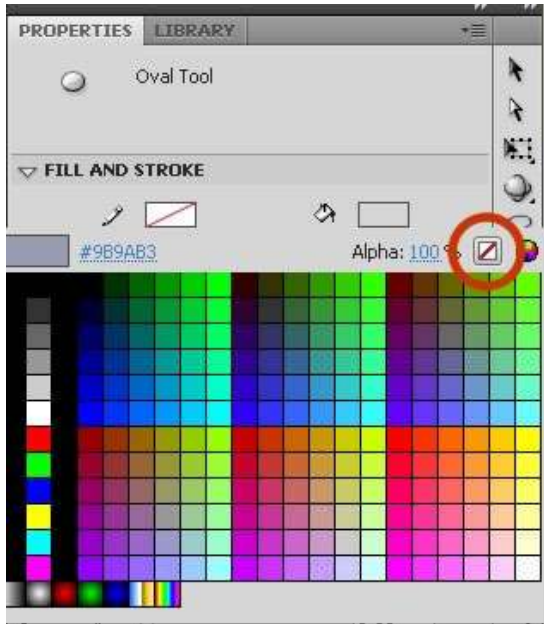 PROPERTIES LIBRARY
Oval Tool
FILL AND STROKE
#9B9AB3 Alpha: 100 %